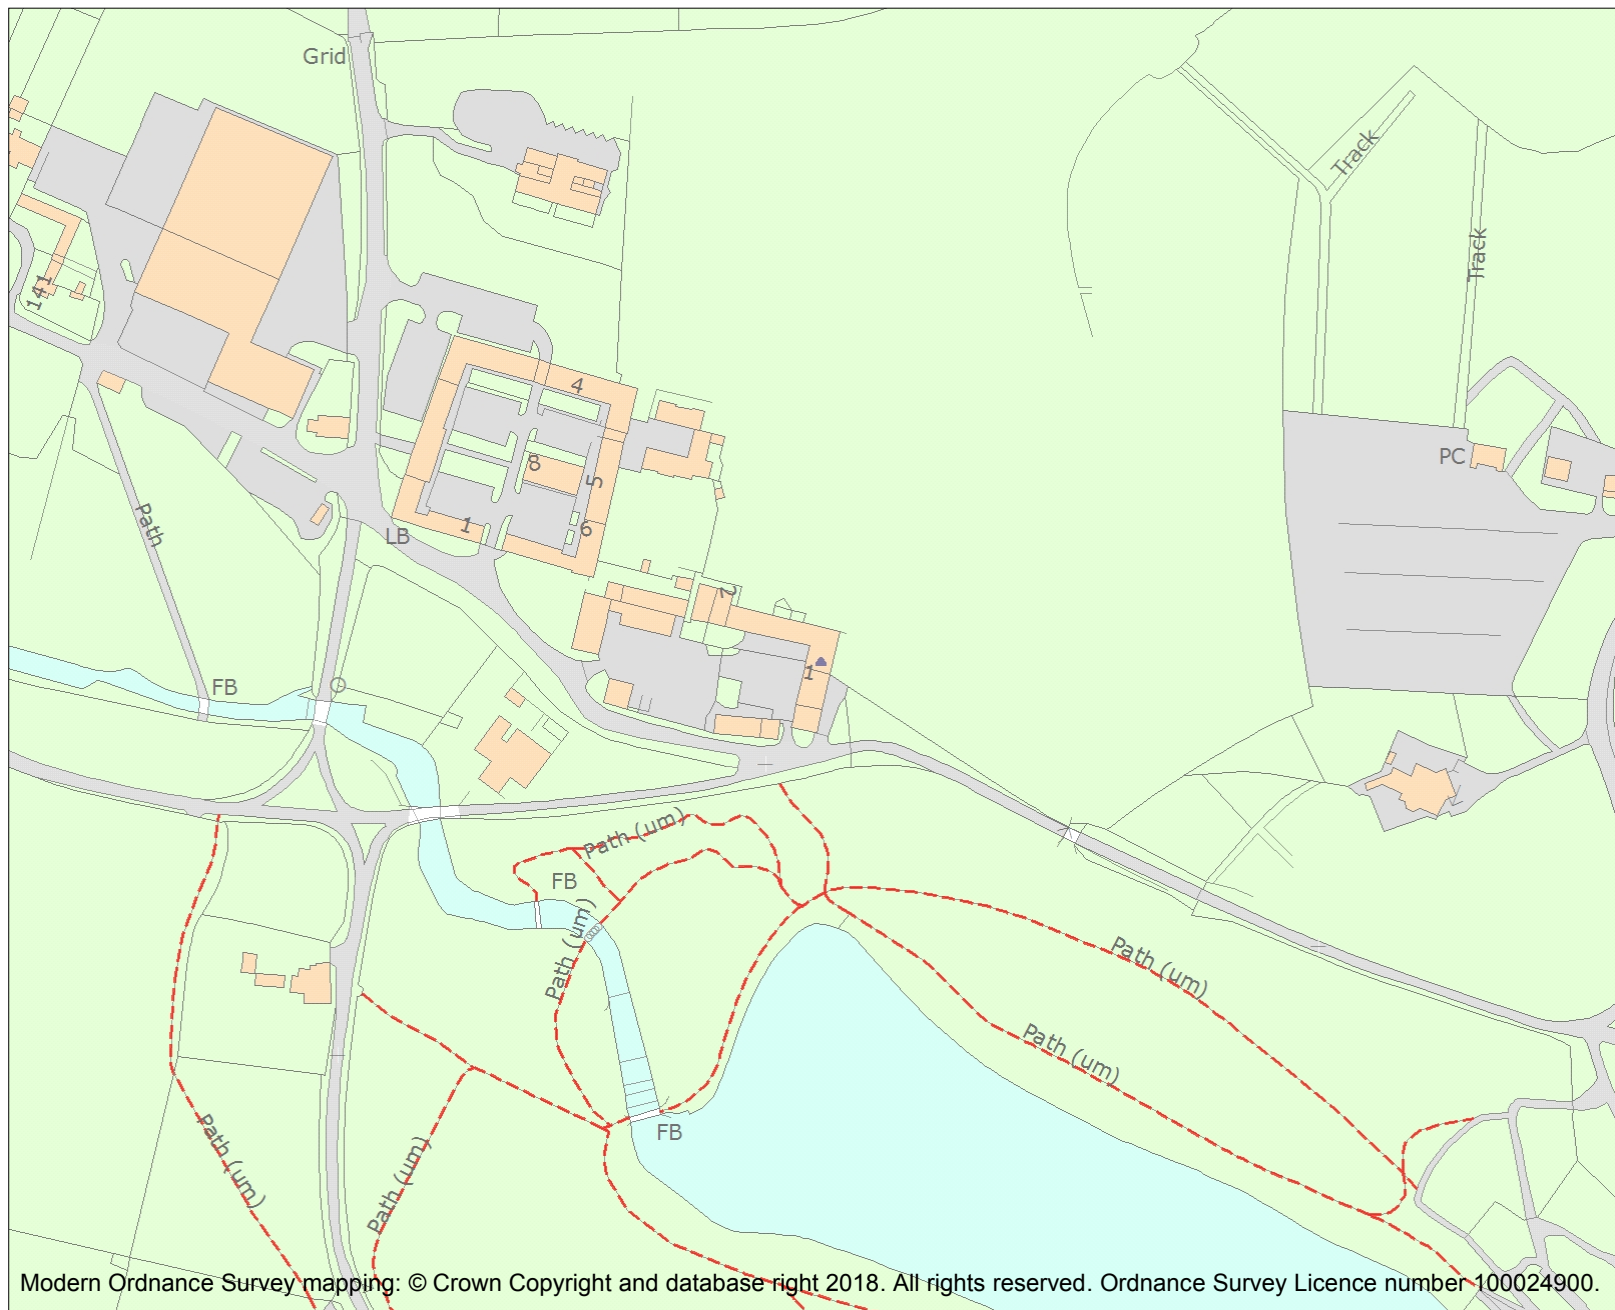 Grid
Track
Track
141
4
PC
8
5
1
6
Path
LB
2
1
FB
Path (um)
FB
Path (um)
Path (um)
Path (um)
FB
Path (um)
Path (um)
Modern Ordnance Survey mapping: © Crown Copyright and database right 2018. All rights reserved. Ordnance Survey Licence number 100024900.